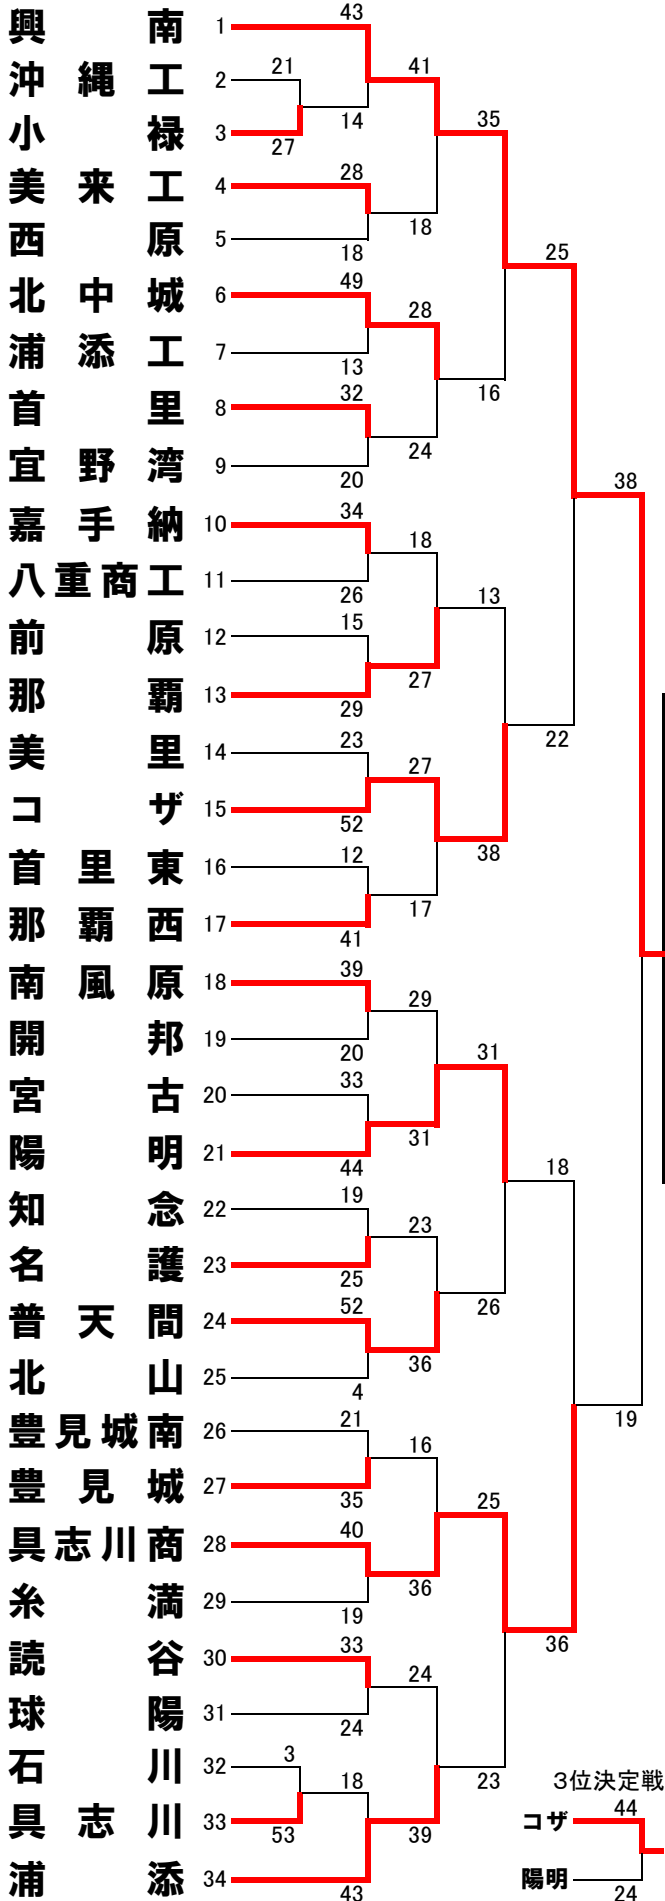 43
興南 1
41
沖縄工 2 21
35
14
小禄 3 27
美来工 4 28
18
西原 5 18
25
北中城 6 49
28
浦添工 7 13
16
首里 8 32
24
宜野湾 9 20
38
嘉手納 10 34
18
八重商工 11 26
13
前原 12 15
27
那覇 13 29
22
美里 14 23
27
コザ 15 52
38
首里東 16 12
17
那覇西 17 41
南風原 18 39
29
開邦 19 20
31
宮古 20 33
31
陽明 21 44
18
知念 22 19
23
名護 23 25
26
普天間 24 52
36
北山 25 4
19
豊見城南 26 21
16
豊見城 27 35
25
具志川商 28 40
36
糸満 29 19
36
読谷 30 33
24
球陽 31 24
石川 32 3
23
18
3位決定戦
具志川 33 53
39
コザ 44
浦添 34 43
陽明 24